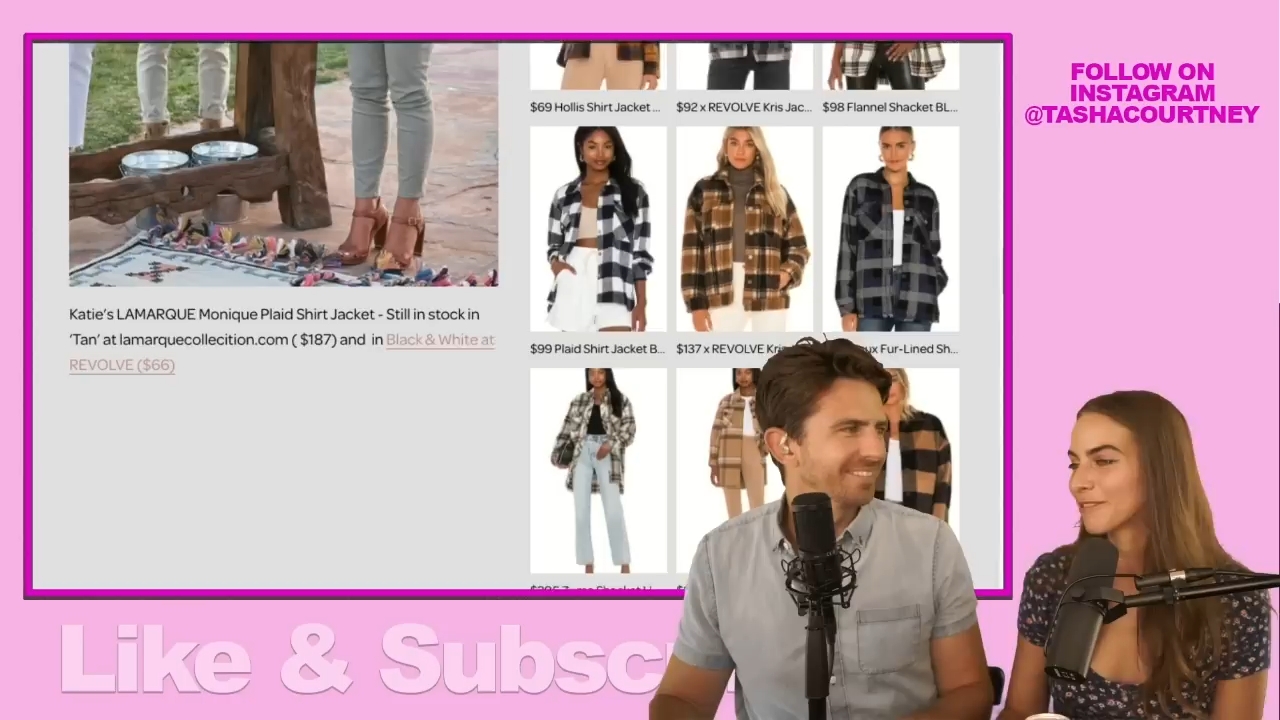 FOLLOW ON
INSTAGRAM
@TASHACOURTNEY
$69 Hollis Shirt Jacket ...
$92 x REVOLVE Kris Jac...
$98 Flannel Shacket BL...
Katie's LAMARQUE Monique Plaid Shirt Jacket - Still in stock in
'Tan' at lamarquecollecition.com ( $187) and in Black & White at
REVOLVE ($66)
$99 Plaid Shirt Jacket B...
$137 x REVOLVE Kri
ux Fur-Lined Sh...
Like & Subsc